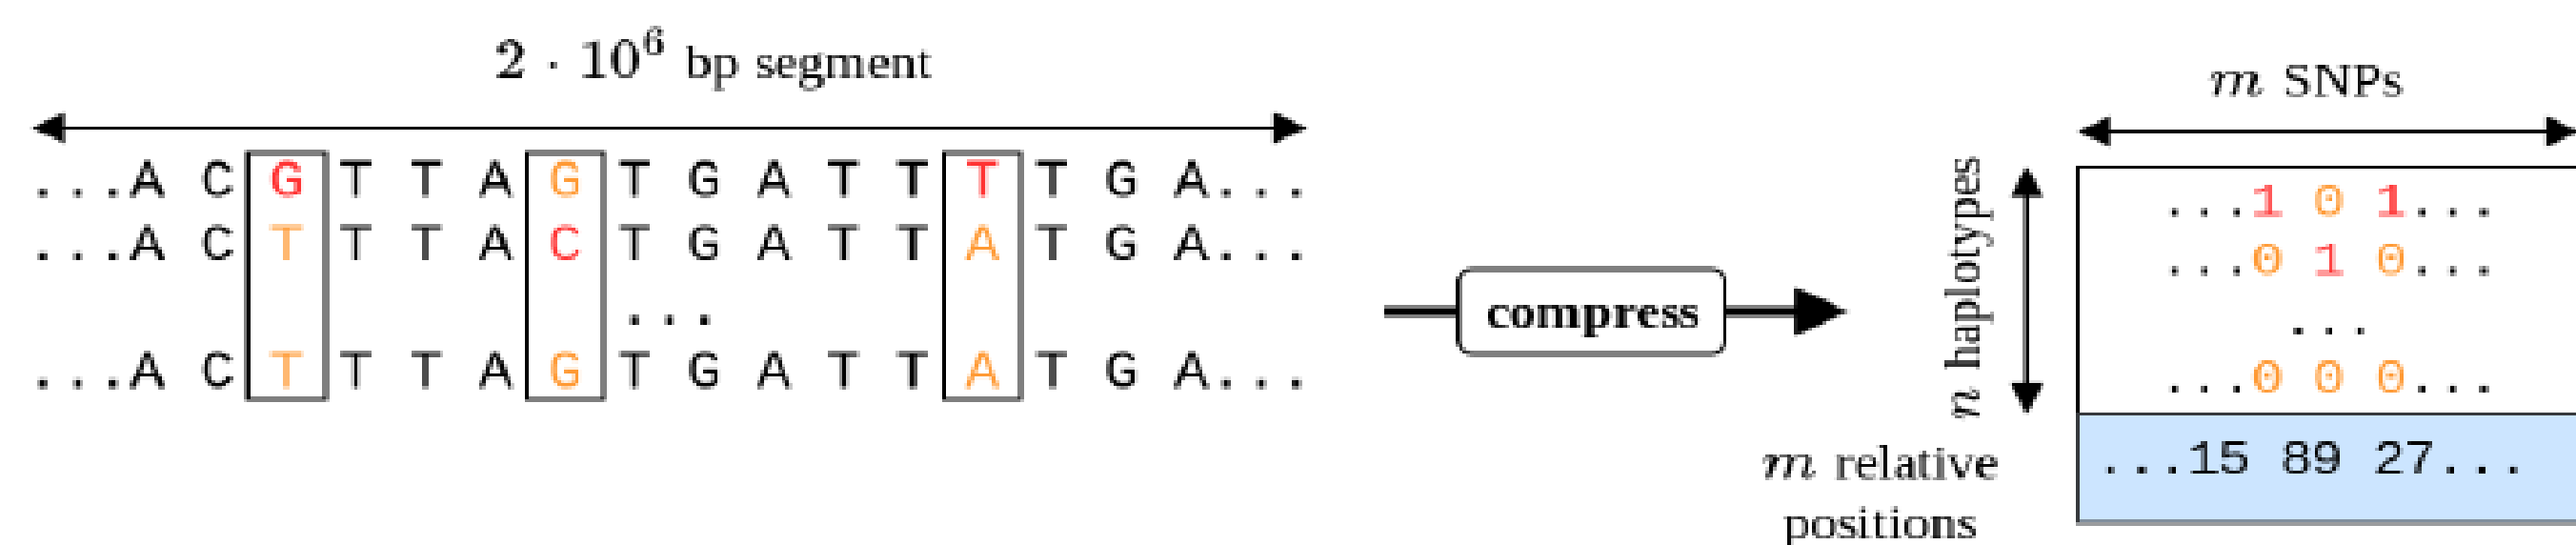 2 · 10⁶ bp segment
...A C G T T A G T G A T T T T G A...
...A C T T T A C T G A T T A T G A...
...
...A C T T T A G T G A T T A T G A...
compress
m SNPs
n haplotypes
...1 0 1...
...0 1 0...
...
...0 0 0...
m relative
positions
...15 89 27...